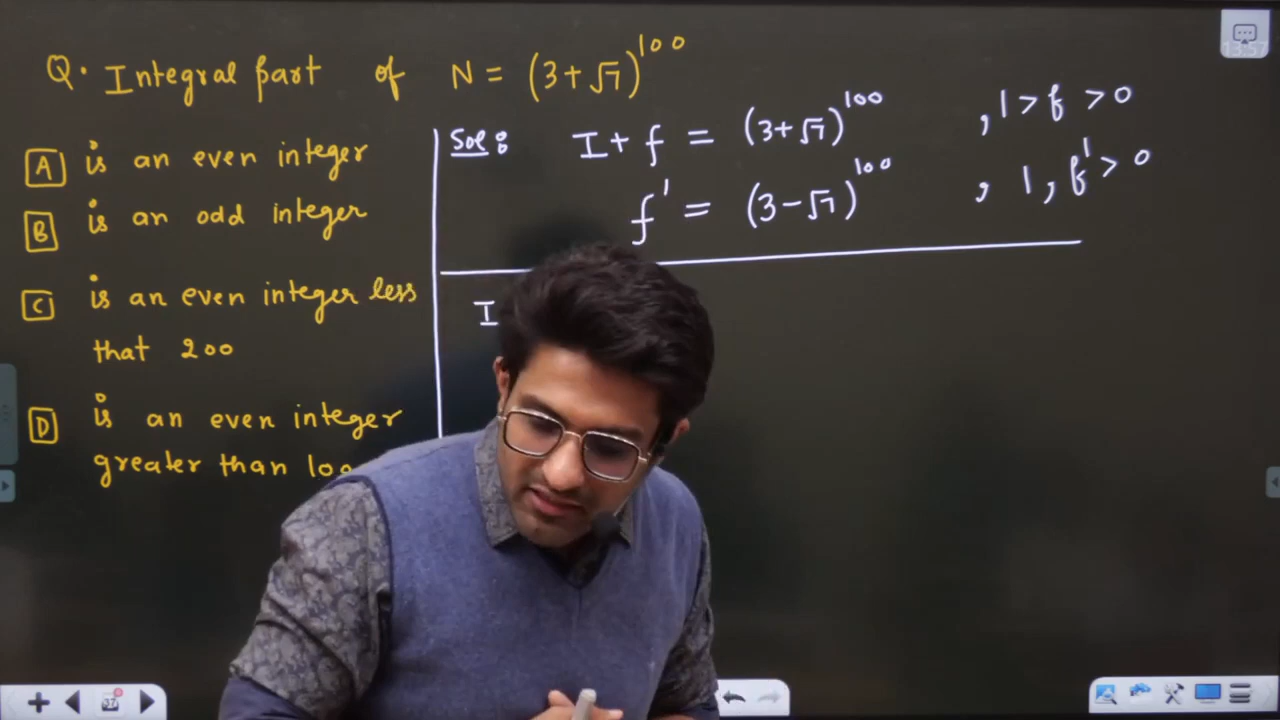 Q. Integral part of N = (3+√7)^100
A is an even integer
B is an odd integer
C is an even integer less
that 200
D is an even integer
greater than
Sol:
I + f = (3+√7)^100 , 1 > f > 0
f' = (3-√7)^100 , 1, f' > 0
I
13:57